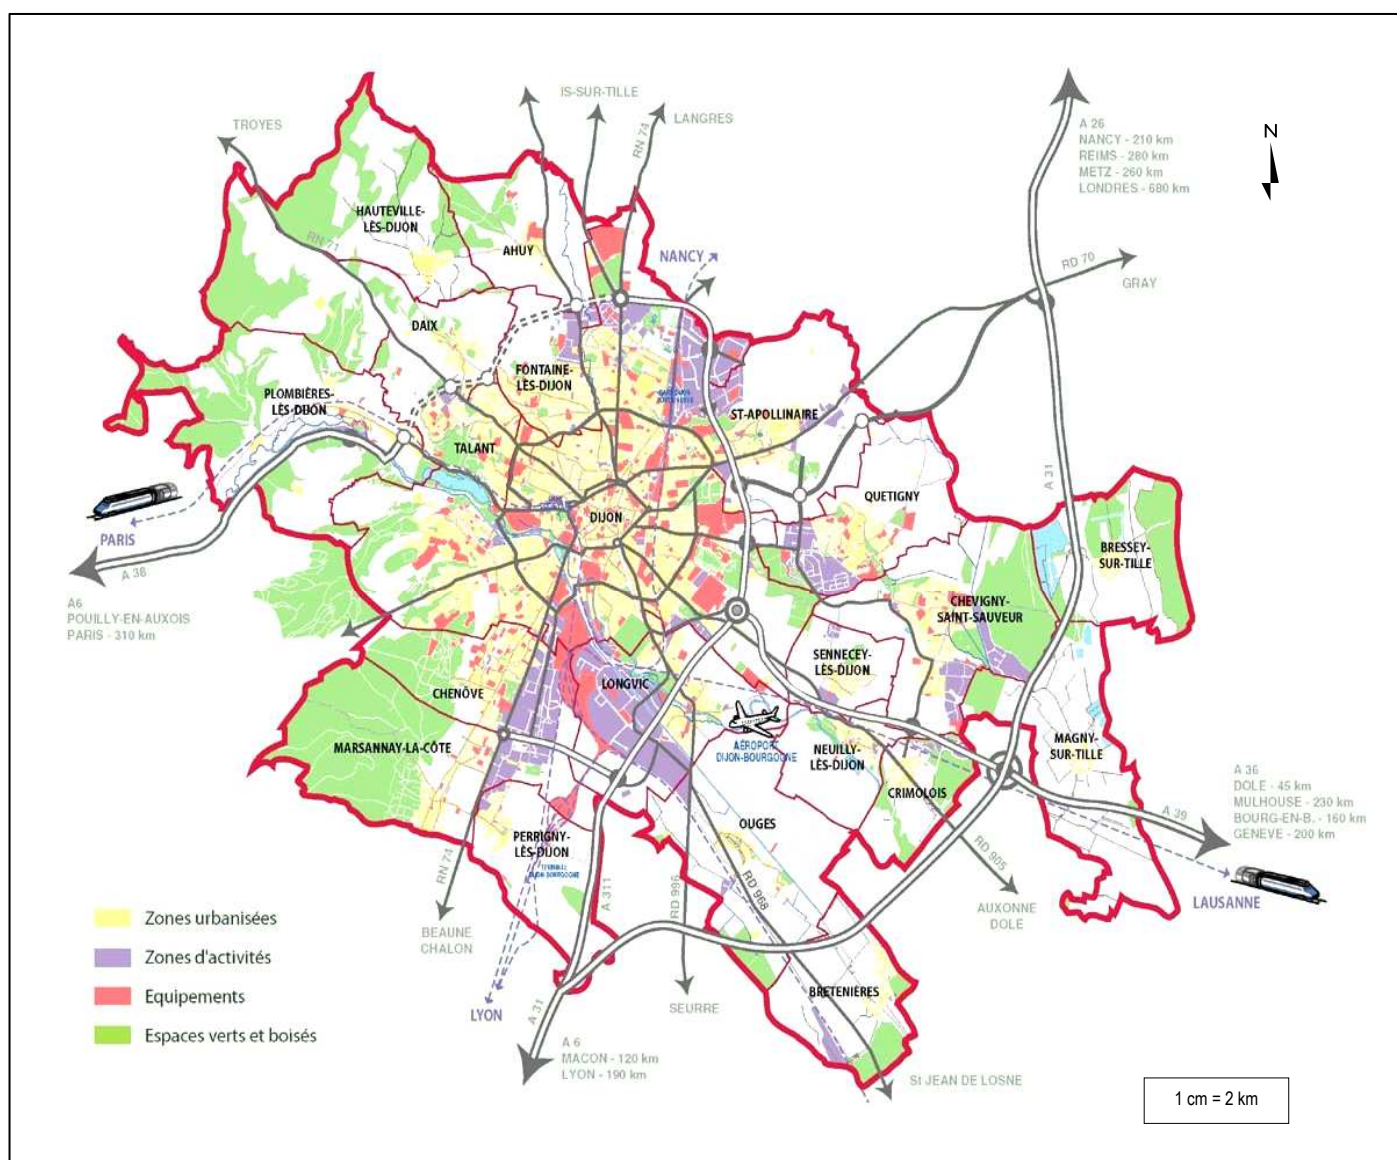 IS-SUR-TILLE
LANGRES
TROYES
RN 74
A 26
NANCY - 210 km
REIMS - 280 km
METZ - 260 km
LONDRES - 680 km
N
HAUTEVILLE-
LÈS-DIJON
RN 71
AHUY
NANCY
RD 70
GRAY
DAIX
FONTAINE-
LÈS-DIJON
PLOMBIÈRES-
LÈS-DIJON
ST-APOLLINAIRE
TALANT
A 31
QUETIGNY
DIJON
PARIS
A 38
BRESSEY-
SUR-TILLE
CHEVIGNY-
SAINT-SAUVEUR
A6
POUILLY-EN-AUXOIS
PARIS - 310 km
SENNECEY-
LÈS-DIJON
LONGVIC
CHENÔVE
MARSANNAY-LA-CÔTE
AÉROPORT
DIJON-BOURGOGNE
NEUILLY-
LÈS-DIJON
MAGNY-
SUR-TILLE
CRIMOLOIS
A 36
DOLE - 45 km
MULHOUSE - 230 km
BOURG-EN-B. - 160 km
GENEVE - 200 km
A 39
OUGES
PERRIGNY-
LÈS-DIJON
RN 74
A 311
RD 996
RD 968
RD 905
LAUSANNE
AUXONNE
DOLE
BEAUNE
CHALON
Zones urbanisées
Zones d'activités
Equipements
Espaces verts et boisés
BRETENIÈRES
SEURRE
LYON
A 31
A 6
MACON - 120 km
LYON - 190 km
St JEAN DE LOSNE
1 cm = 2 km